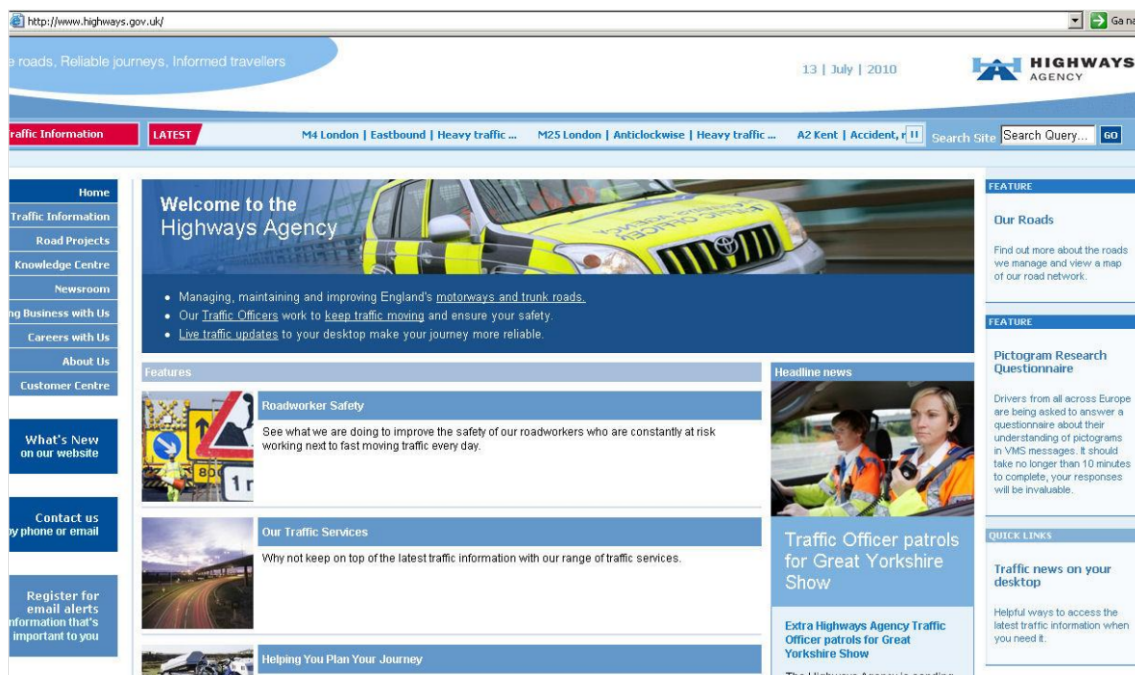 http://www.highways.gov.uk/
Ga na
e roads, Reliable journeys, Informed travellers
13 | July | 2010
HIGHWAYS
AGENCY
raffic Information
LATEST
M4 London | Eastbound | Heavy traffic ...
M25 London | Anticlockwise | Heavy traffic ...
A2 Kent | Accident, r
Search Site
Search Query...
GO
Home
Traffic Information
Road Projects
Knowledge Centre
Newsroom
ng Business with Us
Careers with Us
About Us
Customer Centre
What's New
on our website
Contact us
by phone or email
Register for
email alerts
nformation that's
important to you
Welcome to the
Highways Agency
TRAFFIC OFFICER
Managing, maintaining and improving England's motorways and trunk roads.
Our Traffic Officers work to keep traffic moving and ensure your safety.
Live traffic updates to your desktop make your journey more reliable.
Features
Roadworker Safety
See what we are doing to improve the safety of our roadworkers who are constantly at risk
working next to fast moving traffic every day.
Our Traffic Services
Why not keep on top of the latest traffic information with our range of traffic services.
Helping You Plan Your Journey
Headline news
Traffic Officer patrols
for Great Yorkshire
Show
Extra Highways Agency Traffic
Officer patrols for Great
Yorkshire Show
The Highways Agency is sending
FEATURE
Our Roads
Find out more about the roads
we manage and view a map
of our road network.
FEATURE
Pictogram Research
Questionnaire
Drivers from all across Europe
are being asked to answer a
questionnaire about their
understanding of pictograms
in VMS messages. It should
take no longer than 10 minutes
to complete, your responses
will be invaluable.
QUICK LINKS
Traffic news on your
desktop
Helpful ways to access the
latest traffic information when
you need it.